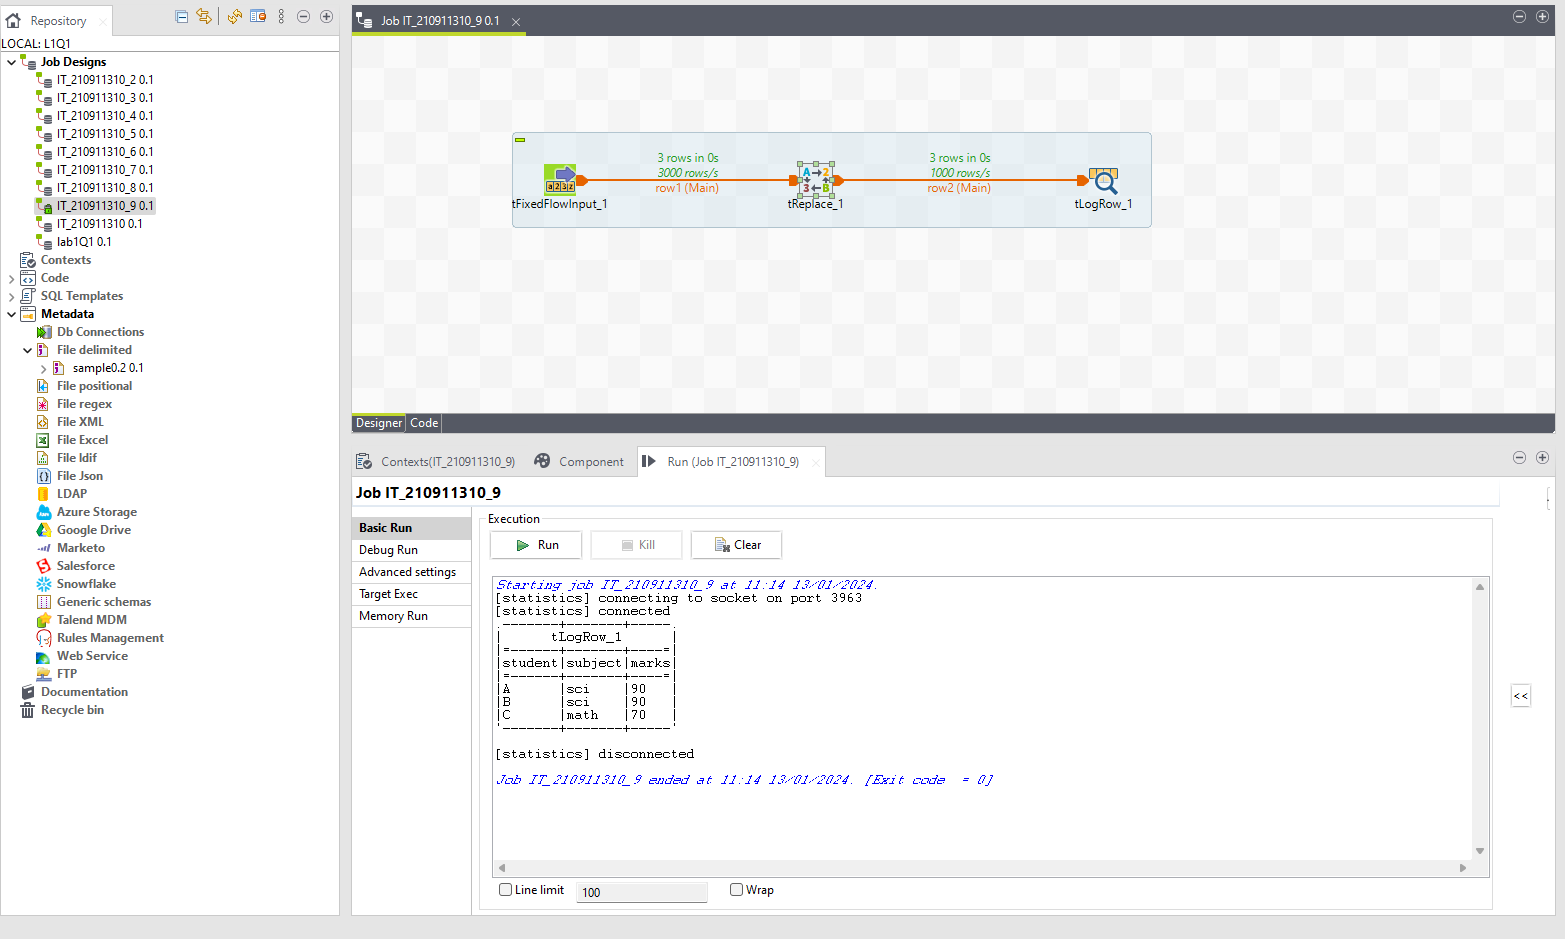 Repository
LOCAL: L1Q1
Job Designs
IT_210911310_2 0.1
IT_210911310_3 0.1
IT_210911310_4 0.1
IT_210911310_5 0.1
IT_210911310_6 0.1
IT_210911310_7 0.1
IT_210911310_8 0.1
IT_210911310_9 0.1
IT_210911310 0.1
lab1Q1 0.1
Contexts
Code
SQL Templates
Metadata
Db Connections
File delimited
sample0.2 0.1
File positional
File regex
File XML
File Excel
File ldif
File Json
LDAP
Azure Storage
Google Drive
Marketo
Salesforce
Snowflake
Generic schemas
Talend MDM
Rules Management
Web Service
FTP
Documentation
Recycle bin
Job IT_210911310_9 0.1
3 rows in 0s
3000 rows/s
row1 (Main)
3 rows in 0s
1000 rows/s
row2 (Main)
tFixedFlowInput_1
tReplace_1
tLogRow_1
Designer Code
Contexts(IT_210911310_9) Component Run (Job IT_210911310_9)
Job IT_210911310_9
Basic Run
Debug Run
Advanced settings
Target Exec
Memory Run
Execution
Run Kill Clear
Starting job IT_210911310_9 at 11:14 13/01/2024.
[statistics] connecting to socket on port 3963
[statistics] connected
.-------+-------+-----.
|      tLogRow_1      |
|=------+-------+----=|
|student|subject|marks|
|=------+-------+----=|
|A      |sci    |90   |
|B      |sci    |90   |
|C      |math   |70   |
'-------+-------+-----'
[statistics] disconnected
Job IT_210911310_9 ended at 11:14 13/01/2024. [Exit code  = 0]
Line limit 100 Wrap
<<